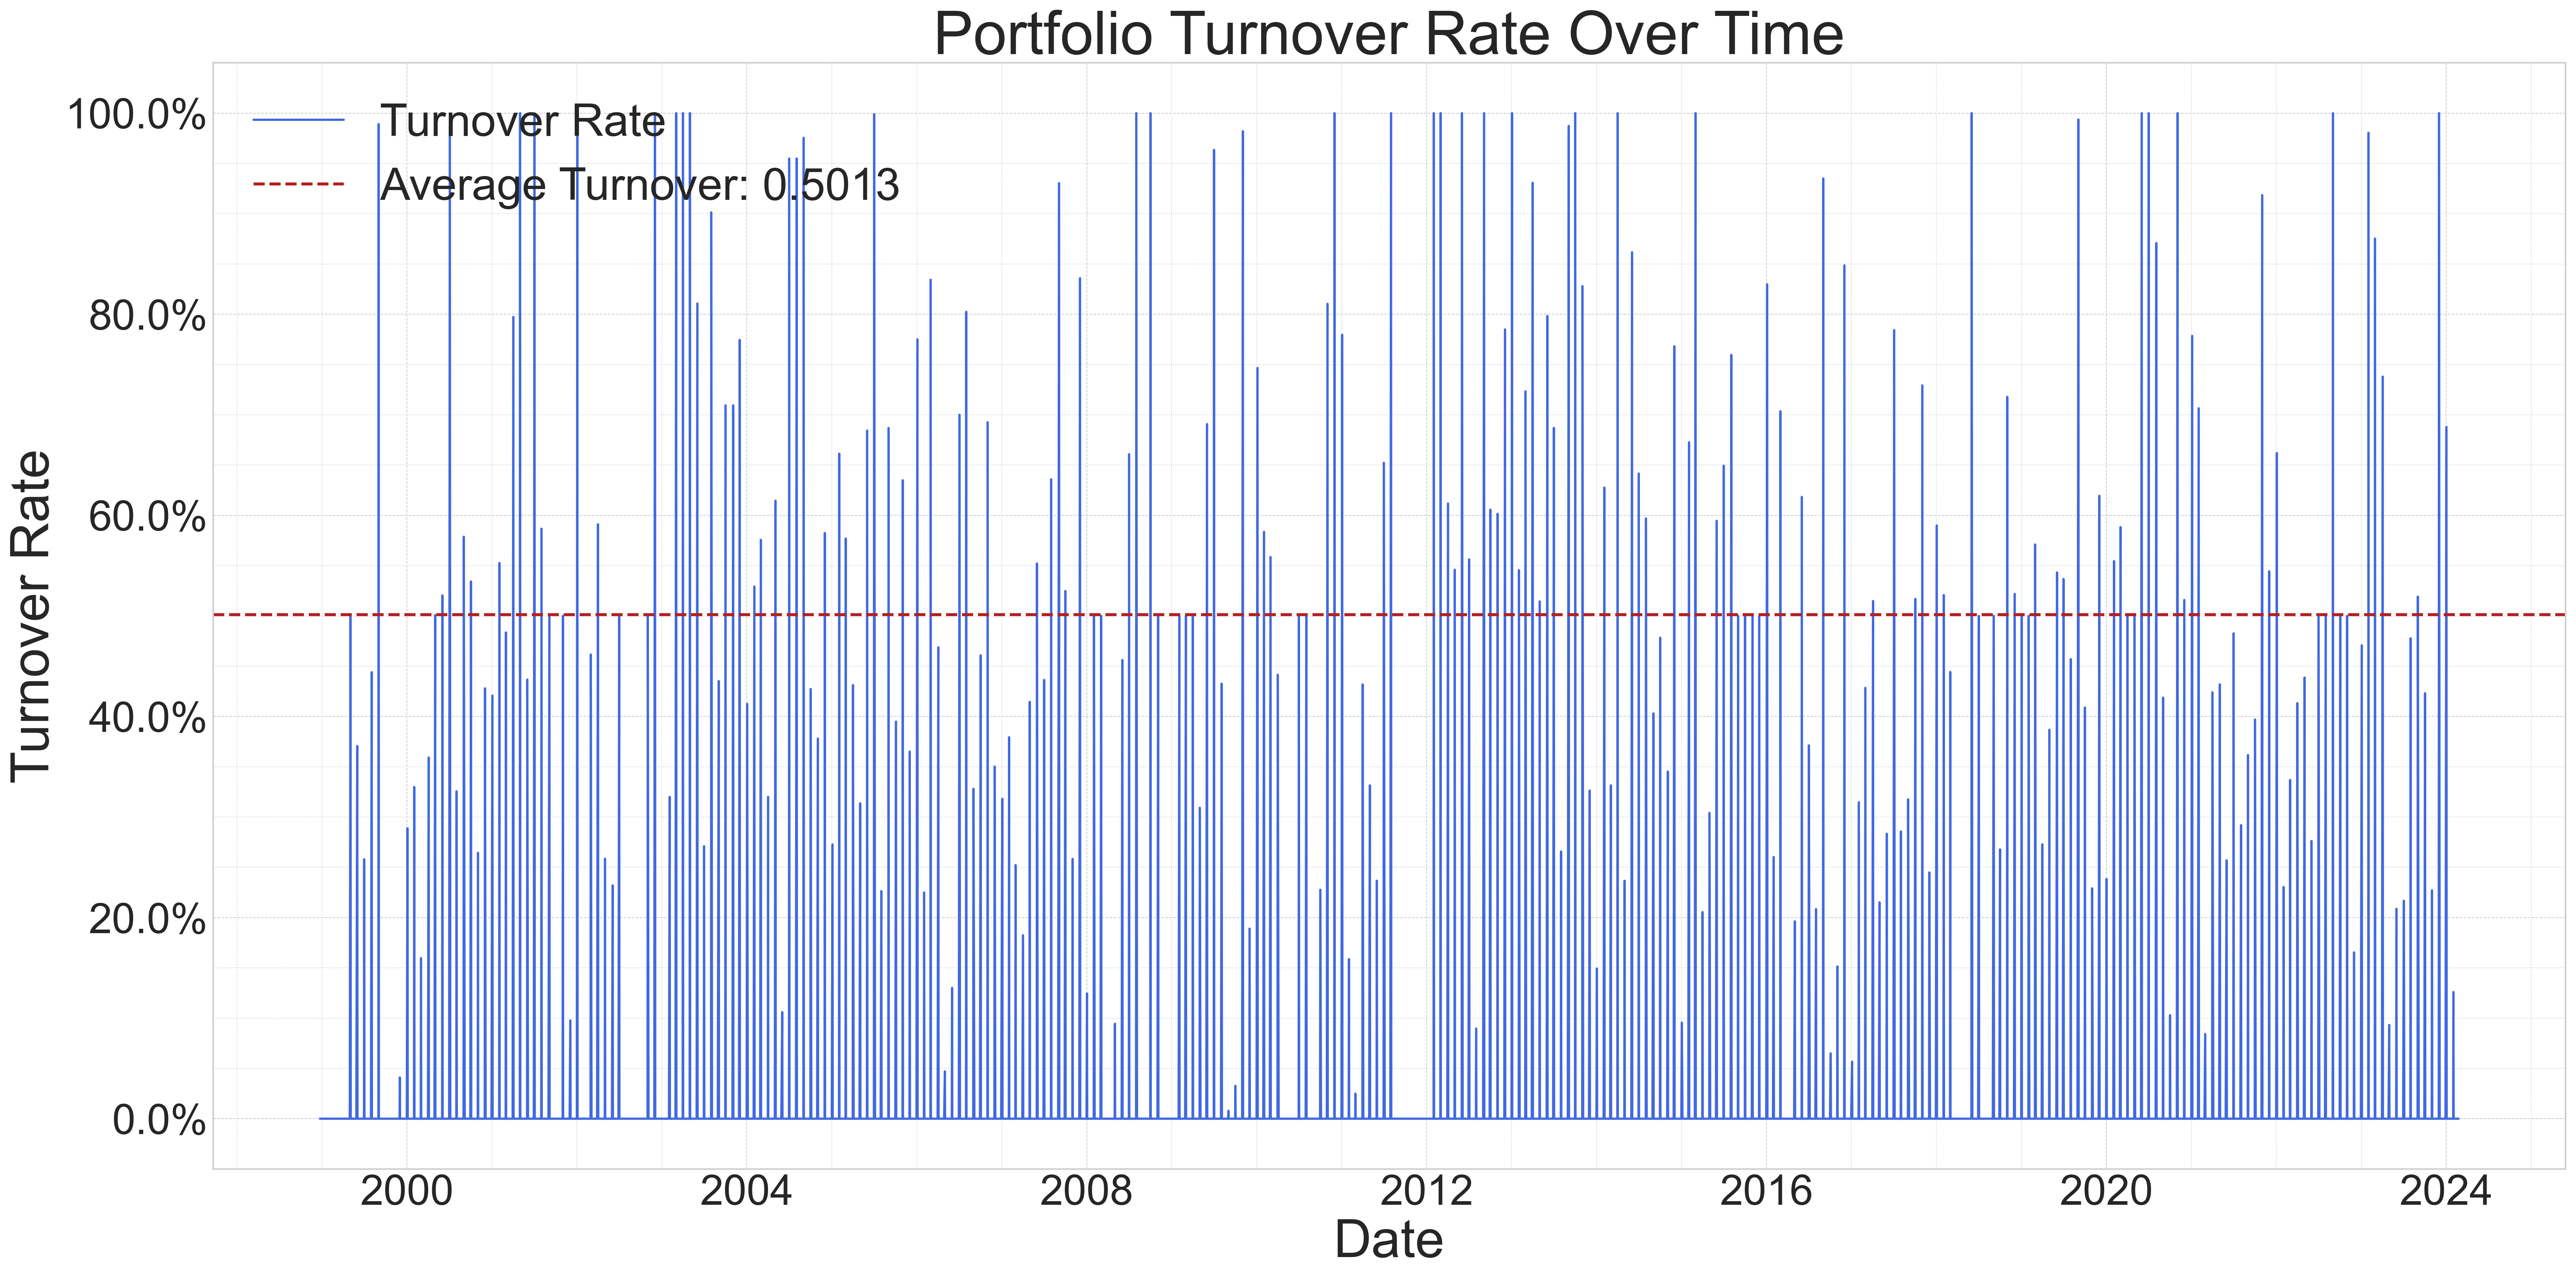 Portfolio Turnover Rate Over Time
Turnover Rate
Average Turnover: 0.5013
Turnover Rate
100.0%
80.0%
60.0%
40.0%
20.0%
0.0%
2000 2004 2008 2012 2016 2020 2024
Date